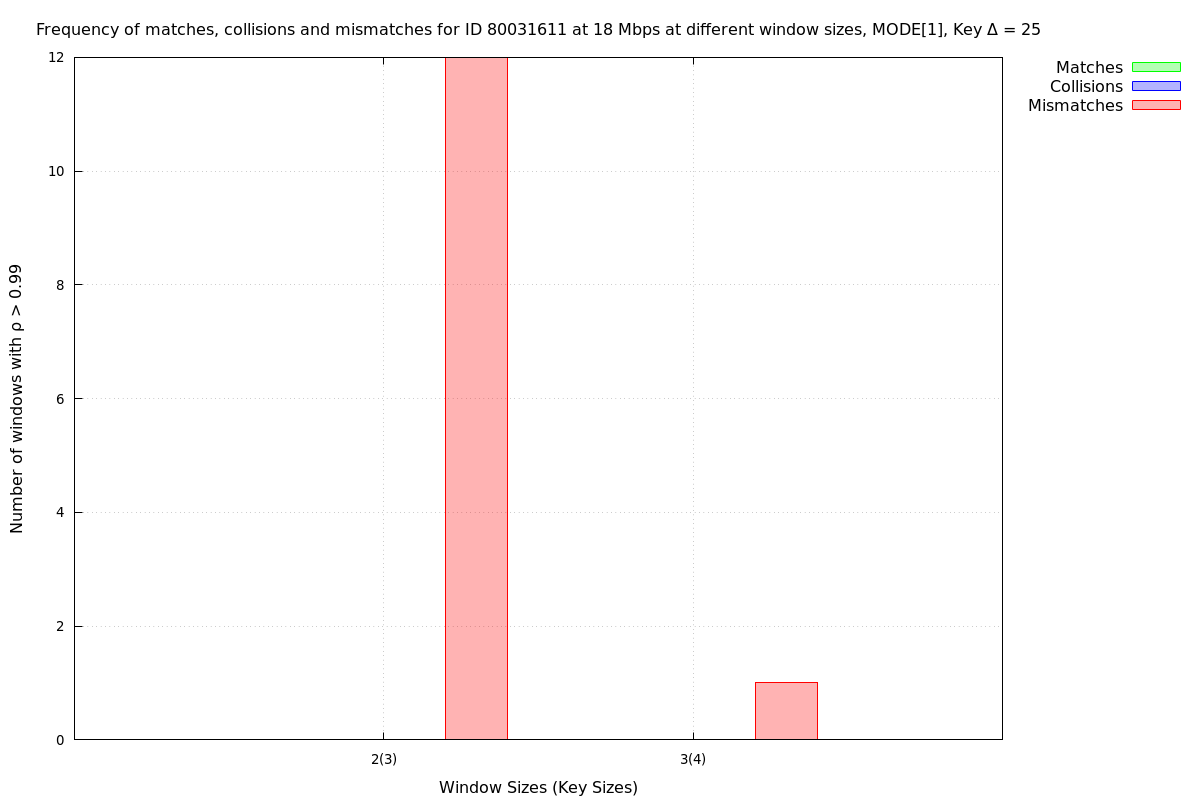 Frequency of matches, collisions and mismatches for ID 80031611 at 18 Mbps at different window sizes, MODE[1], Key Δ = 25
Matches
Collisions
Mismatches
12
10
8
6
4
2
0
Number of windows with ρ > 0.99
2(3)
3(4)
Window Sizes (Key Sizes)